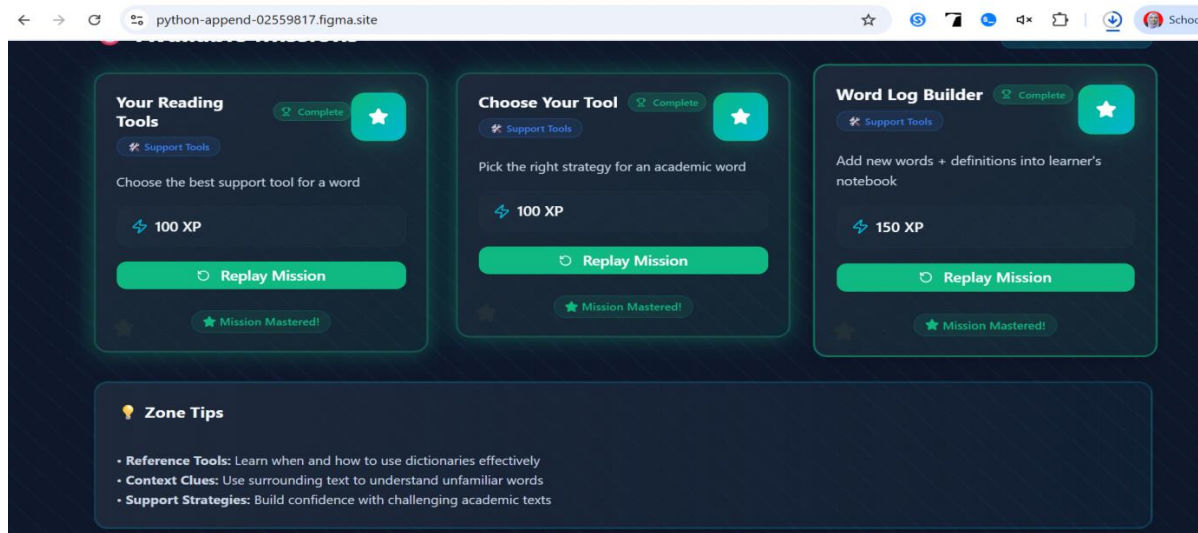 python-append-02559817.figma.site
Schoo
Available Missions
Your Reading Tools
Complete
Support Tools
Choose the best support tool for a word
100 XP
Replay Mission
Mission Mastered!
Choose Your Tool
Complete
Support Tools
Pick the right strategy for an academic word
100 XP
Replay Mission
Mission Mastered!
Word Log Builder
Complete
Support Tools
Add new words + definitions into learner's
notebook
150 XP
Replay Mission
Mission Mastered!
Zone Tips
• Reference Tools: Learn when and how to use dictionaries effectively
• Context Clues: Use surrounding text to understand unfamiliar words
• Support Strategies: Build confidence with challenging academic texts